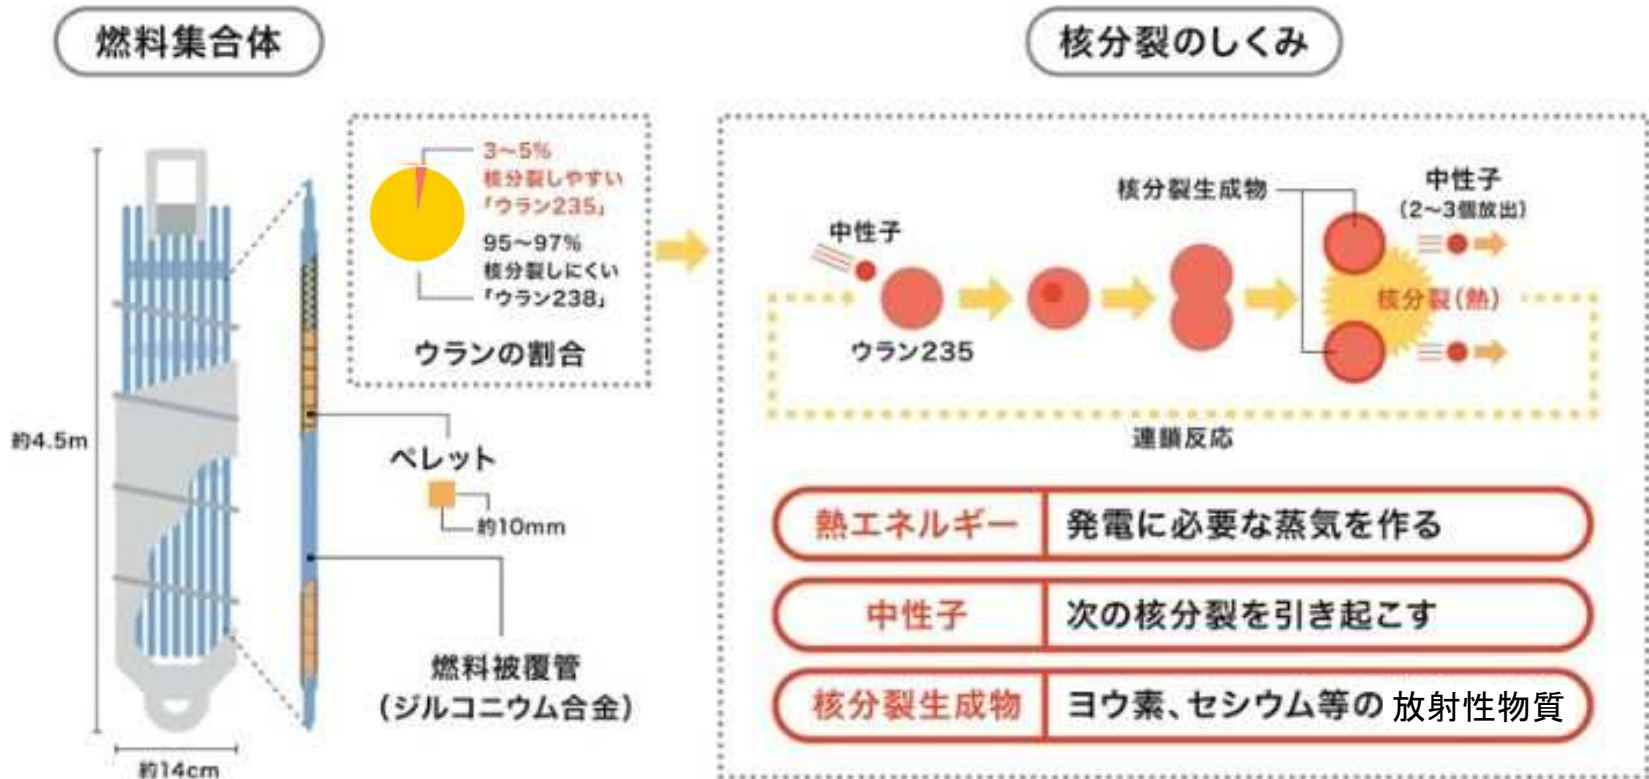 燃料集合体
核分裂のしくみ
3～5%
核分裂しやすい
「ウラン235」
95～97%
核分裂しにくい
「ウラン238」
ウランの割合
約4.5m
ペレット
約10mm
燃料被覆管
(ジルコニウム合金)
約14cm
核分裂生成物
中性子
(2～3個放出)
中性子
核分裂(熱)
ウラン235
連鎖反応
熱エネルギー 発電に必要な蒸気を作る
中性子 次の核分裂を引き起こす
核分裂生成物 ヨウ素、セシウム等の放射性物質